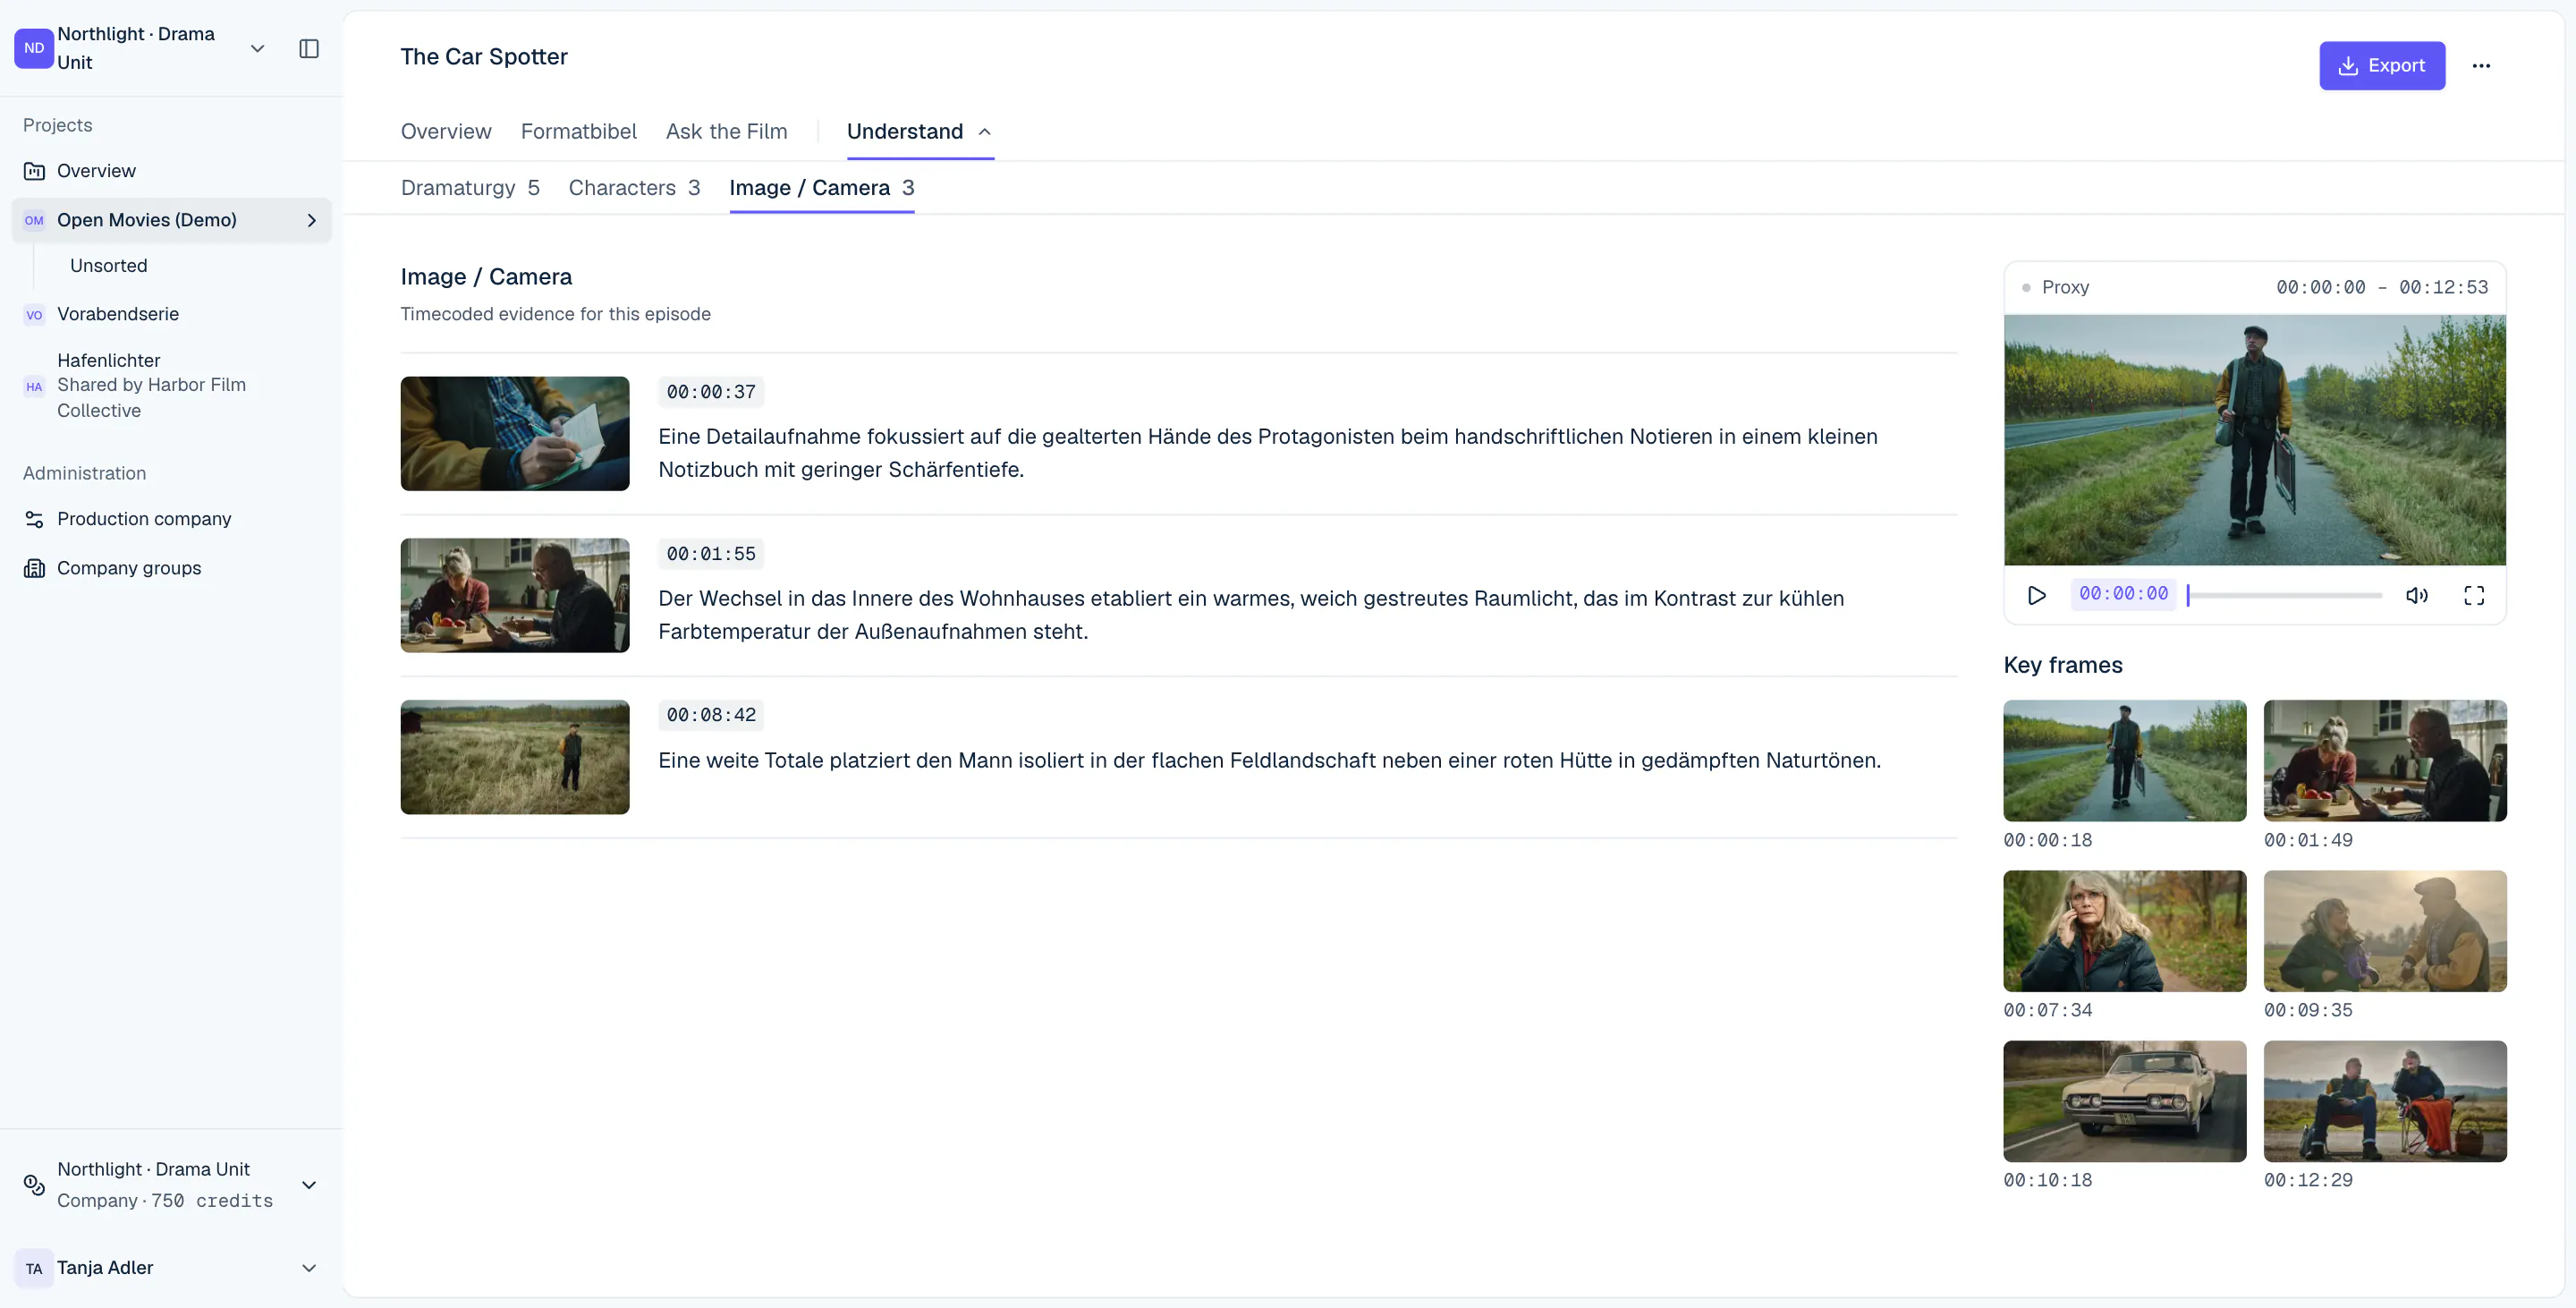 ND
Northlight · Drama
Unit
Projects
Overview
OM
Open Movies (Demo)
Unsorted
VO
Vorabendserie
Hafenlichter
HA
Shared by Harbor Film
Collective
Administration
Production company
Company groups
Northlight · Drama Unit
Company · 750 credits
TA
Tanja Adler
The Car Spotter
Export
Overview
Formatbibel
Ask the Film
Understand
Dramaturgy 5
Characters 3
Image / Camera 3
Image / Camera
Timecoded evidence for this episode
00:00:37
Eine Detailaufnahme fokussiert auf die gealterten Hände des Protagonisten beim handschriftlichen Notieren in einem kleinen
Notizbuch mit geringer Schärfentiefe.
00:01:55
Der Wechsel in das Innere des Wohnhauses etabliert ein warmes, weich gestreutes Raumlicht, das im Kontrast zur kühlen
Farbtemperatur der Außenaufnahmen steht.
00:08:42
Eine weite Totale platziert den Mann isoliert in der flachen Feldlandschaft neben einer roten Hütte in gedämpften Naturtönen.
Proxy
00:00:00 – 00:12:53
00:00:00
Key frames
00:00:18
00:01:49
00:07:34
00:09:35
00:10:18
00:12:29